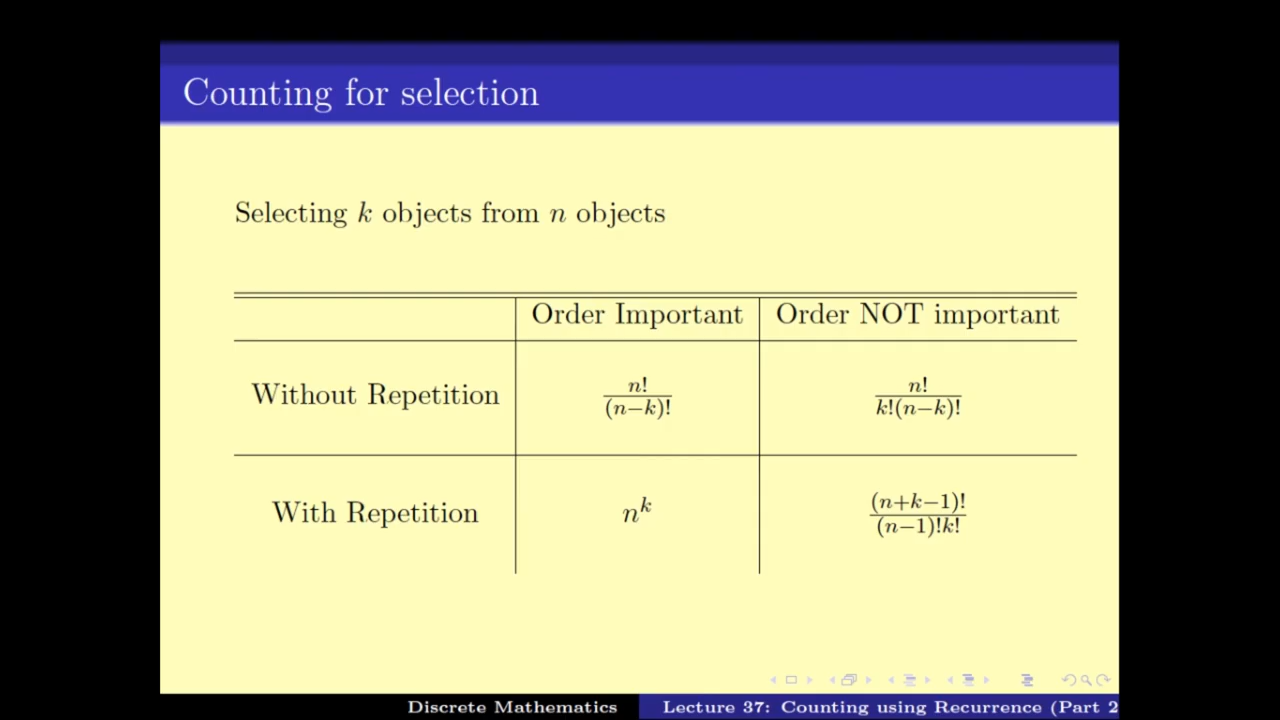 Counting for selection
Selecting k objects from n objects
Order Important Order NOT important
Without Repetition n!/(n−k)! n!/k!(n−k)!
With Repetition n^k (n+k−1)!/(n−1)!k!
Discrete Mathematics Lecture 37: Counting using Recurrence (Part 2